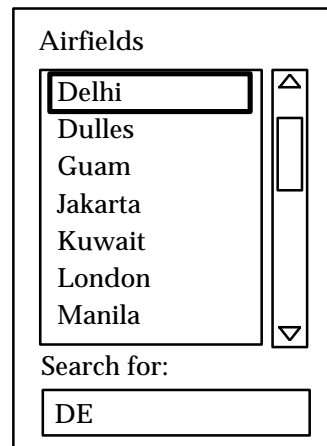 Airfields
Delhi
Dulles
Guam
Jakarta
Kuwait
London
Manila
Search for:
DE